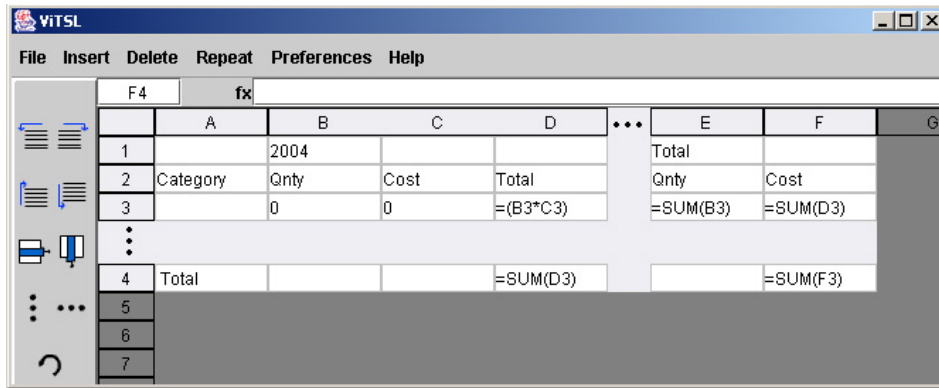 ViTSL
File Insert Delete Repeat Preferences Help
F4 fx
A B C D ••• E F G
1 2004 Total
2 Category Qnty Cost Total Qnty Cost
3 0 0 =(B3*C3) =SUM(B3) =SUM(D3)
4 Total =SUM(D3) =SUM(F3)
5
6
7